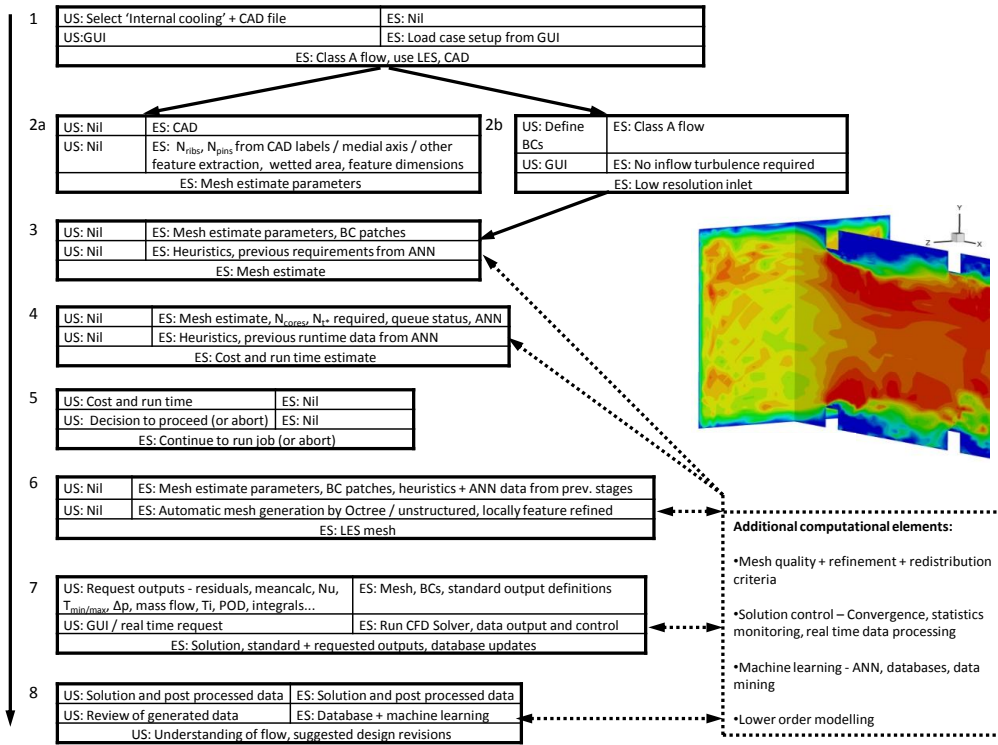 1
US: Select ‘Internal cooling’ + CAD file
ES: Nil
US:GUI
ES: Load case setup from GUI
ES: Class A flow, use LES, CAD
2a
US: Nil
ES: CAD
US: Nil
ES: Nribs, Npins from CAD labels / medial axis / other
feature extraction, wetted area, feature dimensions
ES: Mesh estimate parameters
2b
US: Define
BCs
ES: Class A flow
US: GUI
ES: No inflow turbulence required
ES: Low resolution inlet
3
US: Nil
ES: Mesh estimate parameters, BC patches
US: Nil
ES: Heuristics, previous requirements from ANN
ES: Mesh estimate
Y
Z
X
4
US: Nil
ES: Mesh estimate, Ncores, Nt* required, queue status, ANN
US: Nil
ES: Heuristics, previous runtime data from ANN
ES: Cost and run time estimate
5
US: Cost and run time
ES: Nil
US: Decision to proceed (or abort)
ES: Nil
ES: Continue to run job (or abort)
6
US: Nil
ES: Mesh estimate parameters, BC patches, heuristics + ANN data from prev. stages
US: Nil
ES: Automatic mesh generation by Octree / unstructured, locally feature refined
ES: LES mesh
7
US: Request outputs - residuals, meancalc, Nu,
Tmin/max, Δp, mass flow, Ti, POD, integrals...
ES: Mesh, BCs, standard output definitions
US: GUI / real time request
ES: Run CFD Solver, data output and control
ES: Solution, standard + requested outputs, database updates
8
US: Solution and post processed data
ES: Solution and post processed data
US: Review of generated data
ES: Database + machine learning
US: Understanding of flow, suggested design revisions
Additional computational elements:
•Mesh quality + refinement + redistribution
criteria
•Solution control – Convergence, statistics
monitoring, real time data processing
•Machine learning - ANN, databases, data
mining
•Lower order modelling